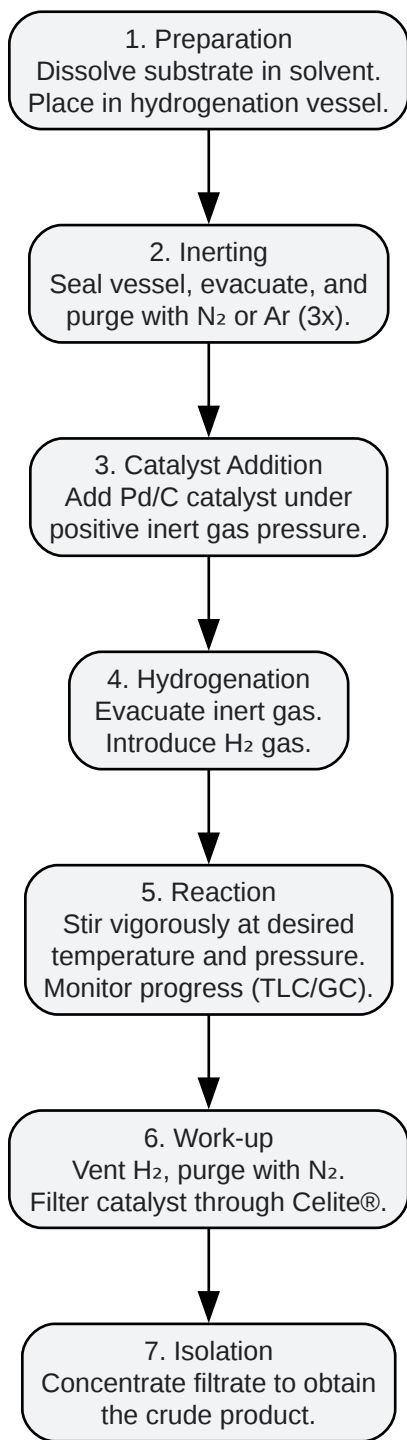 1. Preparation
Dissolve substrate in solvent.
Place in hydrogenation vessel.
2. Inerting
Seal vessel, evacuate, and
purge with N₂ or Ar (3x).
3. Catalyst Addition
Add Pd/C catalyst under
positive inert gas pressure.
4. Hydrogenation
Evacuate inert gas.
Introduce H₂ gas.
5. Reaction
Stir vigorously at desired
temperature and pressure.
Monitor progress (TLC/GC).
6. Work-up
Vent H₂, purge with N₂.
Filter catalyst through Celite®.
7. Isolation
Concentrate filtrate to obtain
the crude product.